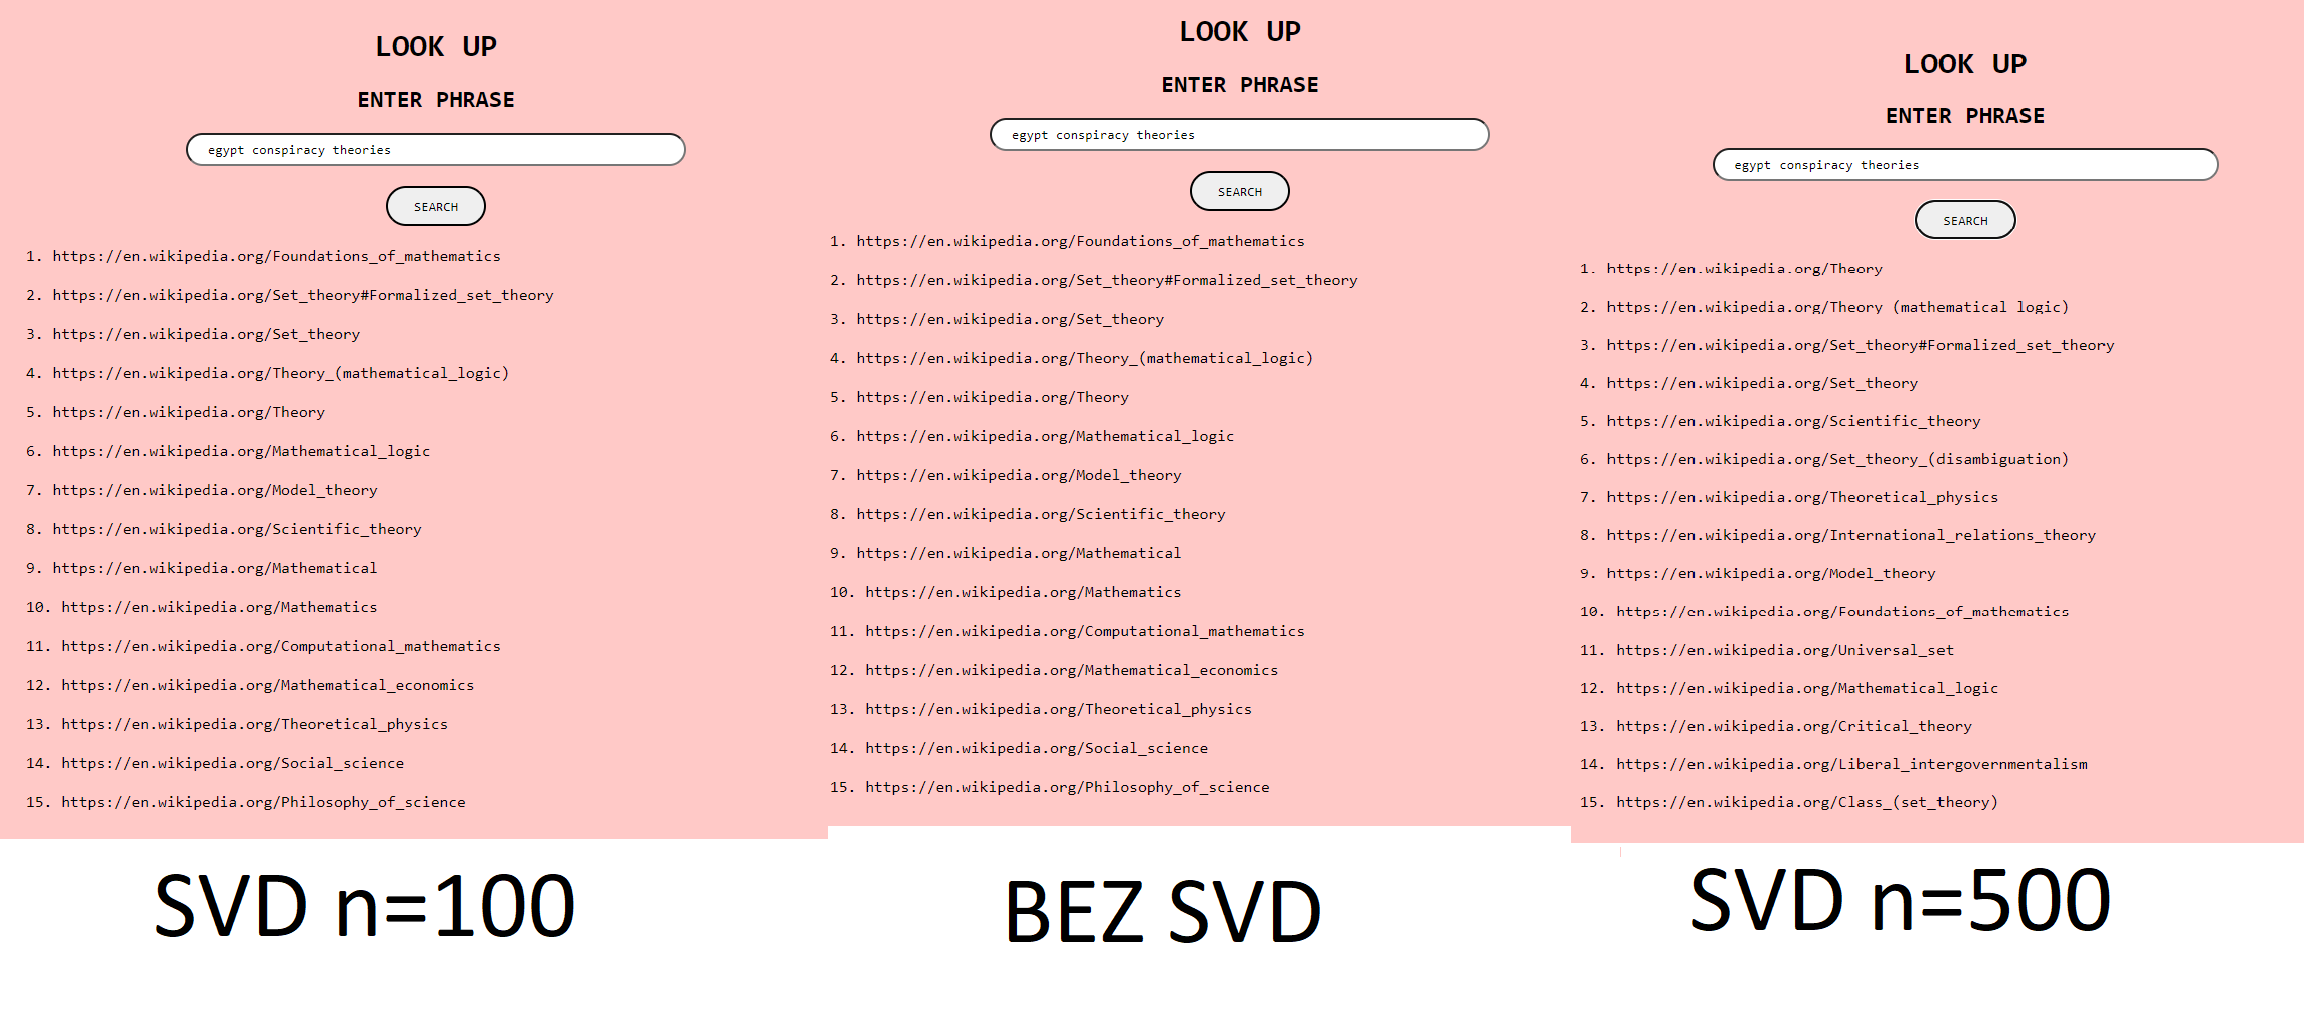 LOOK UP
ENTER PHRASE
egypt conspiracy theories
SEARCH
1. https://en.wikipedia.org/Foundations_of_mathematics
2. https://en.wikipedia.org/Set_theory#Formalized_set_theory
3. https://en.wikipedia.org/Set_theory
4. https://en.wikipedia.org/Theory_(mathematical_logic)
5. https://en.wikipedia.org/Theory
6. https://en.wikipedia.org/Mathematical_logic
7. https://en.wikipedia.org/Model_theory
8. https://en.wikipedia.org/Scientific_theory
9. https://en.wikipedia.org/Mathematical
10. https://en.wikipedia.org/Mathematics
11. https://en.wikipedia.org/Computational_mathematics
12. https://en.wikipedia.org/Mathematical_economics
13. https://en.wikipedia.org/Theoretical_physics
14. https://en.wikipedia.org/Social_science
15. https://en.wikipedia.org/Philosophy_of_science
SVD n=100
LOOK UP
ENTER PHRASE
egypt conspiracy theories
SEARCH
1. https://en.wikipedia.org/Foundations_of_mathematics
2. https://en.wikipedia.org/Set_theory#Formalized_set_theory
3. https://en.wikipedia.org/Set_theory
4. https://en.wikipedia.org/Theory_(mathematical_logic)
5. https://en.wikipedia.org/Theory
6. https://en.wikipedia.org/Mathematical_logic
7. https://en.wikipedia.org/Model_theory
8. https://en.wikipedia.org/Scientific_theory
9. https://en.wikipedia.org/Mathematical
10. https://en.wikipedia.org/Mathematics
11. https://en.wikipedia.org/Computational_mathematics
12. https://en.wikipedia.org/Mathematical_economics
13. https://en.wikipedia.org/Theoretical_physics
14. https://en.wikipedia.org/Social_science
15. https://en.wikipedia.org/Philosophy_of_science
BEZ SVD
LOOK UP
ENTER PHRASE
egypt conspiracy theories
SEARCH
1. https://en.wikipedia.org/Theory
2. https://en.wikipedia.org/Theory (mathematical logic)
3. https://en.wikipedia.org/Set_theory#Formalized_set_theory
4. https://en.wikipedia.org/Set_theory
5. https://en.wikipedia.org/Scientific_theory
6. https://en.wikipedia.org/Set_theory_(disambiguation)
7. https://en.wikipedia.org/Theoretical_physics
8. https://en.wikipedia.org/International_relations_theory
9. https://en.wikipedia.org/Model_theory
10. https://en.wikipedia.org/Foundations_of_mathematics
11. https://en.wikipedia.org/Universal_set
12. https://en.wikipedia.org/Mathematical_logic
13. https://en.wikipedia.org/Critical_theory
14. https://en.wikipedia.org/Liberal_intergovernmentalism
15. https://en.wikipedia.org/Class_(set_theory)
SVD n=500